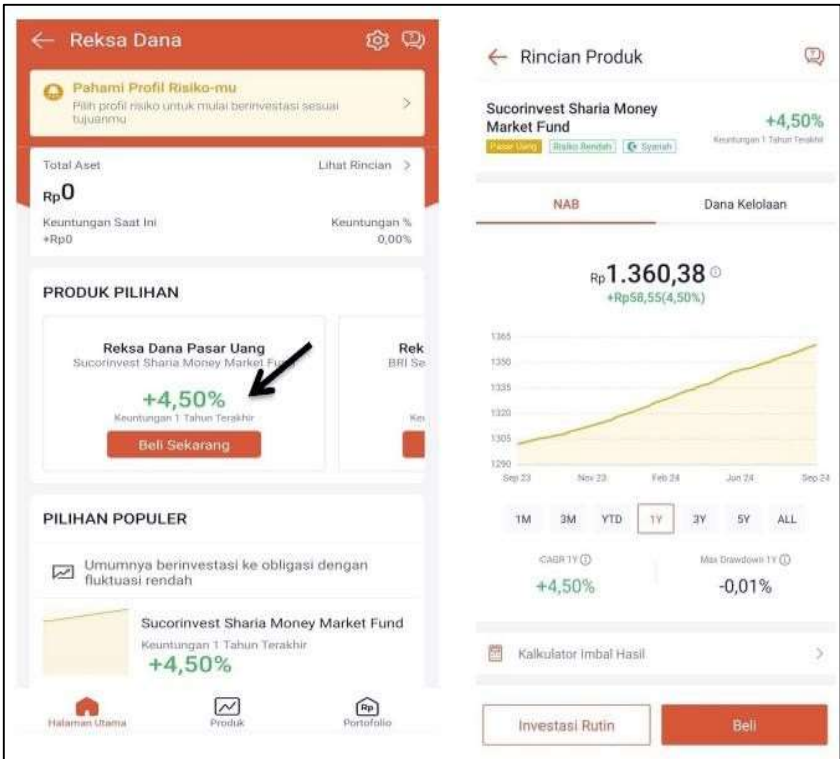 Reksa Dana
Pahami Profil Risiko-mu
Pilih profil risiko untuk mulai berinvestasi sesuai
tujuanmu
Total Aset
Lihat Rincian
Rp0
Keuntungan Saat Ini
Keuntungan %
+Rp0
0,00%
PRODUK PILIHAN
Reksa Dana Pasar Uang
Sucorinvest Sharia Money Market Fund
+4,50%
Keuntungan 1 Tahun Terakhir
Beli Sekarang
Rek
BRI Se
Keu
PILIHAN POPULER
Umumnya berinvestasi ke obligasi dengan
fluktuasi rendah
Sucorinvest Sharia Money Market Fund
Keuntungan 1 Tahun Terakhir
+4,50%
Halaman Utama
Produk
Rp
Portofolio
Rincian Produk
Sucorinvest Sharia Money
Market Fund
+4,50%
Pasar Uang
Risiko Rendah
Syariah
Keuntungan 1 Tahun Terakhir
NAB
Dana Kelolaan
Rp1.360,38
+Rp58,55(4,50%)
1365
1350
1335
1320
1305
1290
Sep 23
Nov 23
Feb 24
Jun 24
Sep 24
1M
3M
YTD
1Y
3Y
5Y
ALL
CAGR 1Y
Max Drawdown 1Y
+4,50%
-0,01%
Kalkulator Imbal Hasil
Investasi Rutin
Beli